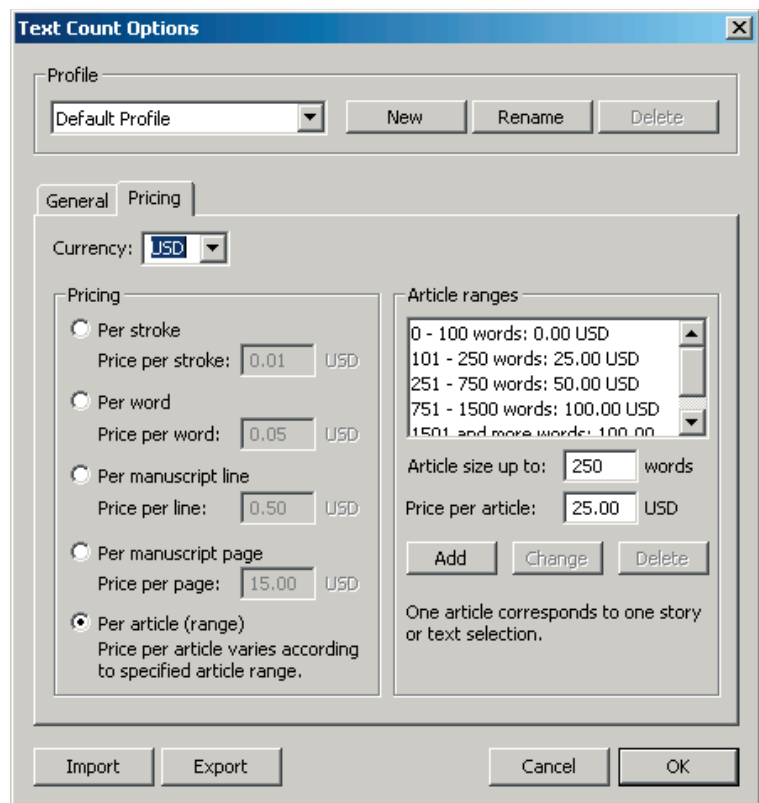 Text Count Options
Profile
Default Profile
New
Rename
Delete
General
Pricing
Currency: USD
Pricing
Per stroke
Price per stroke: 0.01 USD
Per word
Price per word: 0.05 USD
Per manuscript line
Price per line: 0.50 USD
Per manuscript page
Price per page: 15.00 USD
Per article (range)
Price per article varies according
to specified article range.
Article ranges
0 - 100 words: 0.00 USD
101 - 250 words: 25.00 USD
251 - 750 words: 50.00 USD
751 - 1500 words: 100.00 USD
1501 and more words: 100.00
Article size up to: 250 words
Price per article: 25.00 USD
Add
Change
Delete
One article corresponds to one story
or text selection.
Import
Export
Cancel
OK